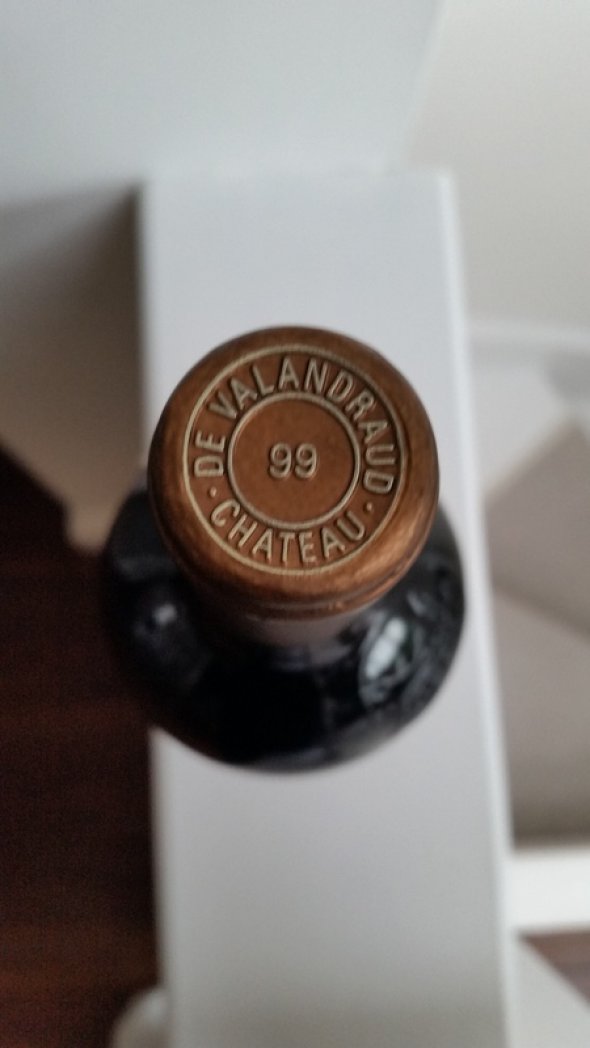 DE VALANDRAUD
99
· CHATEAU ·